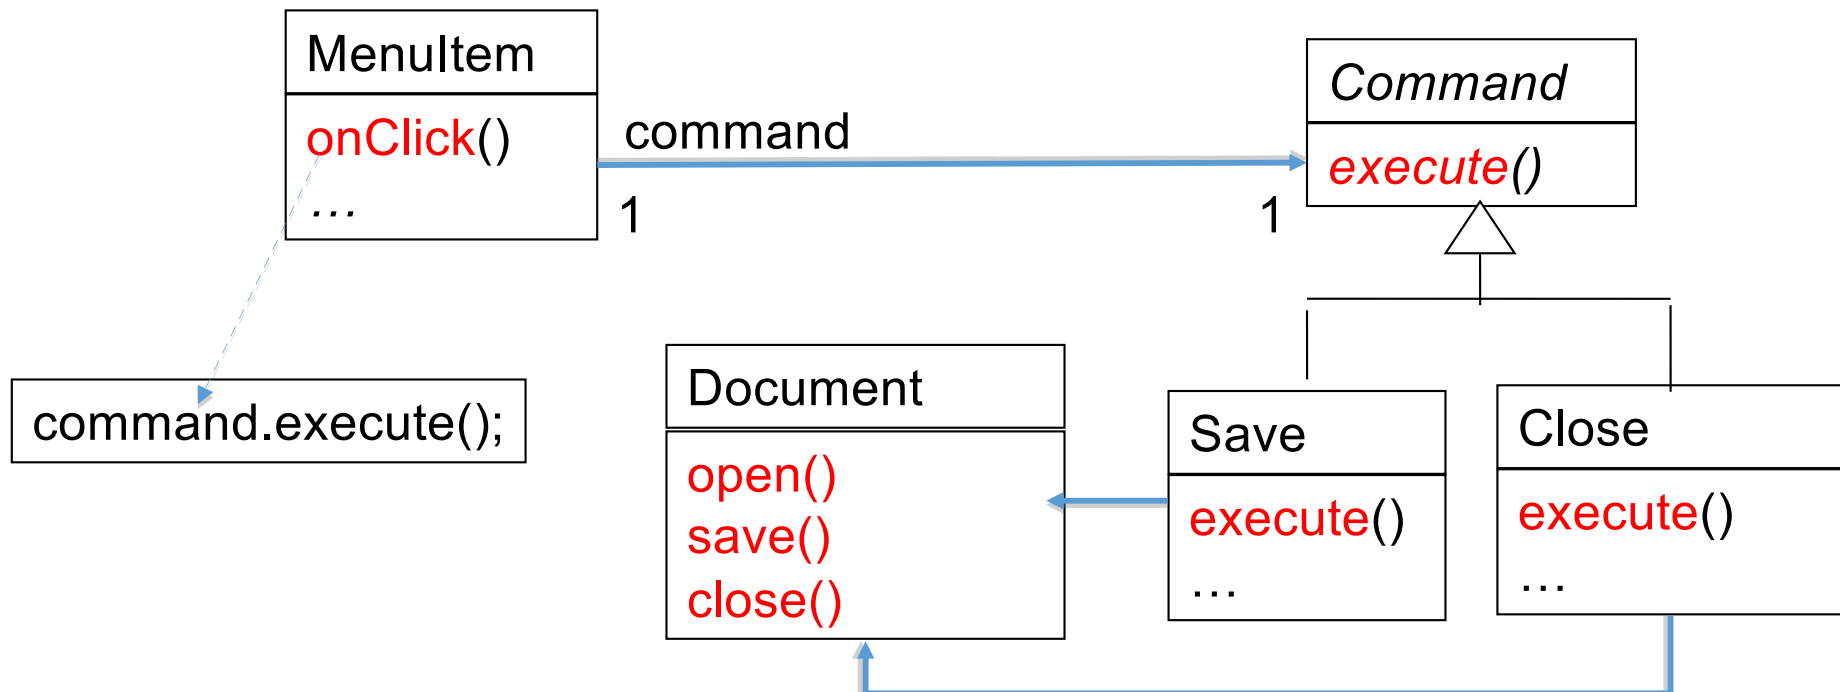 MenuItem
onClick()
…
command
1
1
Command
execute()
command.execute();
Document
open()
save()
close()
Save
execute()
…
Close
execute()
…